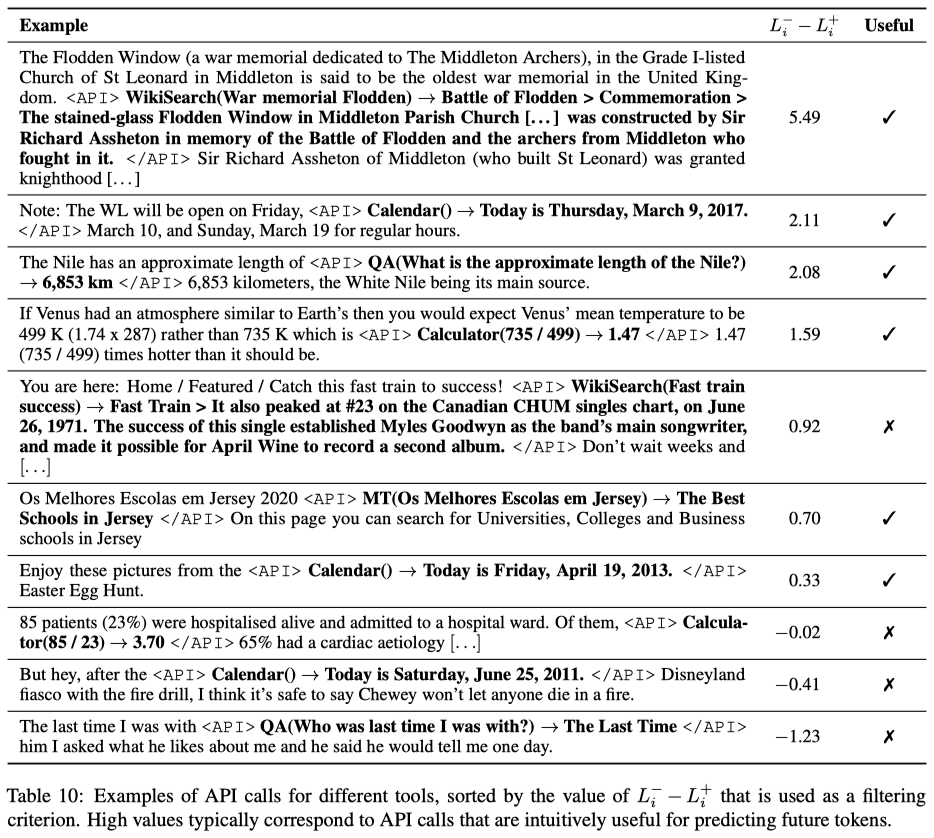 Example L_i^- − L_i^+ Useful
The Flodden Window (a war memorial dedicated to The Middleton Archers), in the Grade I-listed
Church of St Leonard in Middleton is said to be the oldest war memorial in the United King-
dom. <API> WikiSearch(War memorial Flodden) → Battle of Flodden > Commemoration >
The stained-glass Flodden Window in Middleton Parish Church [...] was constructed by Sir
Richard Assheton in memory of the Battle of Flodden and the archers from Middleton who
fought in it. </API> Sir Richard Assheton of Middleton (who built St Leonard) was granted
knighthood [...]
5.49 ✓
Note: The WL will be open on Friday, <API> Calendar() → Today is Thursday, March 9, 2017.
</API> March 10, and Sunday, March 19 for regular hours.
2.11 ✓
The Nile has an approximate length of <API> QA(What is the approximate length of the Nile?)
→ 6,853 km </API> 6,853 kilometers, the White Nile being its main source.
2.08 ✓
If Venus had an atmosphere similar to Earth's then you would expect Venus' mean temperature to be
499 K (1.74 x 287) rather than 735 K which is <API> Calculator(735 / 499) → 1.47 </API> 1.47
(735 / 499) times hotter than it should be.
1.59 ✓
You are here: Home / Featured / Catch this fast train to success! <API> WikiSearch(Fast train
success) → Fast Train > It also peaked at #23 on the Canadian CHUM singles chart, on June
26, 1971. The success of this single established Myles Goodwyn as the band's main songwriter,
and made it possible for April Wine to record a second album. </API> Don't wait weeks and
[...]
0.92 ✗
Os Melhores Escolas em Jersey 2020 <API> MT(Os Melhores Escolas em Jersey) → The Best
Schools in Jersey </API> On this page you can search for Universities, Colleges and Business
schools in Jersey
0.70 ✓
Enjoy these pictures from the <API> Calendar() → Today is Friday, April 19, 2013. </API>
Easter Egg Hunt.
0.33 ✓
85 patients (23%) were hospitalised alive and admitted to a hospital ward. Of them, <API> Calcula-
tor(85 / 23) → 3.70 </API> 65% had a cardiac aetiology [...]
−0.02 ✗
But hey, after the <API> Calendar() → Today is Saturday, June 25, 2011. </API> Disneyland
fiasco with the fire drill, I think it's safe to say Chewey won't let anyone die in a fire.
−0.41 ✗
The last time I was with <API> QA(Who was last time I was with?) → The Last Time </API>
him I asked what he likes about me and he said he would tell me one day.
−1.23 ✗
Table 10: Examples of API calls for different tools, sorted by the value of L_i^- − L_i^+ that is used as a filtering
criterion. High values typically correspond to API calls that are intuitively useful for predicting future tokens.